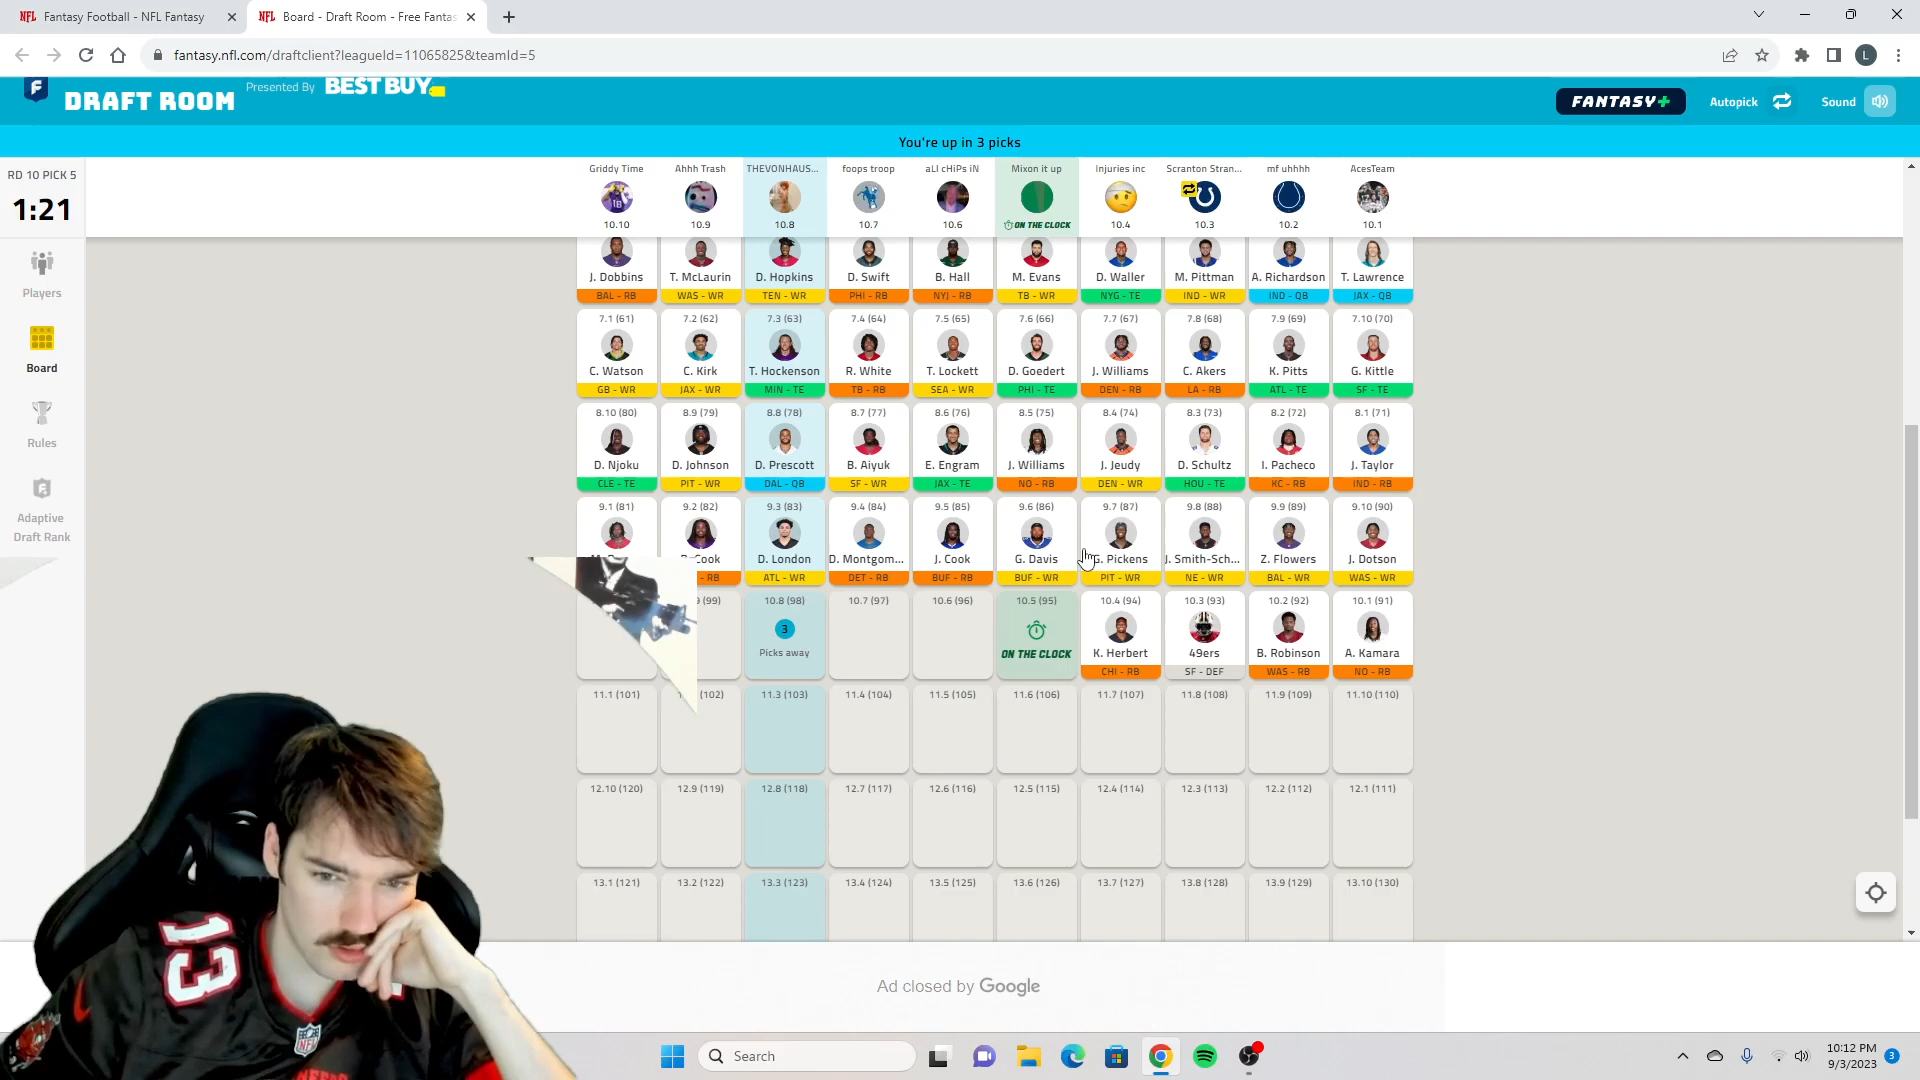 Fantasy Football - NFL Fantasy
Board - Draft Room - Free Fantas
fantasy.nfl.com/draftclient?leagueId=11065825&teamId=5
L
F
DRAFT ROOM
Presented By BEST BUY
FANTASY+
Autopick
Sound
You're up in 3 picks
RD 10 PICK 5
1:21
Players
Board
Rules
Adaptive
Draft Rank
Griddy Time Ahhh Trash THEVONHAUS... foops troop aLl cHiPs iN Mixon it up Injuries inc Scranton Stran... mf uhhhh AcesTeam
10.10 10.9 10.8 10.7 10.6 ON THE CLOCK 10.4 10.3 10.2 10.1
J. Dobbins T. McLaurin D. Hopkins D. Swift B. Hall M. Evans D. Waller M. Pittman A. Richardson T. Lawrence
BAL - RB WAS - WR TEN - WR PHI - RB NYJ - RB TB - WR NYG - TE IND - WR IND - QB JAX - QB
7.1 (61) 7.2 (62) 7.3 (63) 7.4 (64) 7.5 (65) 7.6 (66) 7.7 (67) 7.8 (68) 7.9 (69) 7.10 (70)
C. Watson C. Kirk T. Hockenson R. White T. Lockett D. Goedert J. Williams C. Akers K. Pitts G. Kittle
GB - WR JAX - WR MIN - TE TB - RB SEA - WR PHI - TE DEN - RB LA - RB ATL - TE SF - TE
8.10 (80) 8.9 (79) 8.8 (78) 8.7 (77) 8.6 (76) 8.5 (75) 8.4 (74) 8.3 (73) 8.2 (72) 8.1 (71)
D. Njoku D. Johnson D. Prescott B. Aiyuk E. Engram J. Williams J. Jeudy D. Schultz I. Pacheco J. Taylor
CLE - TE PIT - WR DAL - QB SF - WR JAX - TE NO - RB DEN - WR HOU - TE KC - RB IND - RB
9.1 (81) 9.2 (82) 9.3 (83) 9.4 (84) 9.5 (85) 9.6 (86) 9.7 (87) 9.8 (88) 9.9 (89) 9.10 (90)
Cook D. London D. Montgom... J. Cook G. Davis G. Pickens J. Smith-Sch... Z. Flowers J. Dotson
- RB ATL - WR DET - RB BUF - RB BUF - WR PIT - WR NE - WR BAL - WR WAS - WR
(99) 10.8 (98) 10.7 (97) 10.6 (96) 10.5 (95) 10.4 (94) 10.3 (93) 10.2 (92) 10.1 (91)
3
Picks away ON THE CLOCK K. Herbert 49ers B. Robinson A. Kamara
CHI - RB SF - DEF WAS - RB NO - RB
11.1 (101) (102) 11.3 (103) 11.4 (104) 11.5 (105) 11.6 (106) 11.7 (107) 11.8 (108) 11.9 (109) 11.10 (110)
12.10 (120) 12.9 (119) 12.8 (118) 12.7 (117) 12.6 (116) 12.5 (115) 12.4 (114) 12.3 (113) 12.2 (112) 12.1 (111)
13.1 (121) 13.2 (122) 13.3 (123) 13.4 (124) 13.5 (125) 13.6 (126) 13.7 (127) 13.8 (128) 13.9 (129) 13.10 (130)
13
NFL
Ad closed by Google
Search
10:12 PM
9/3/2023
3